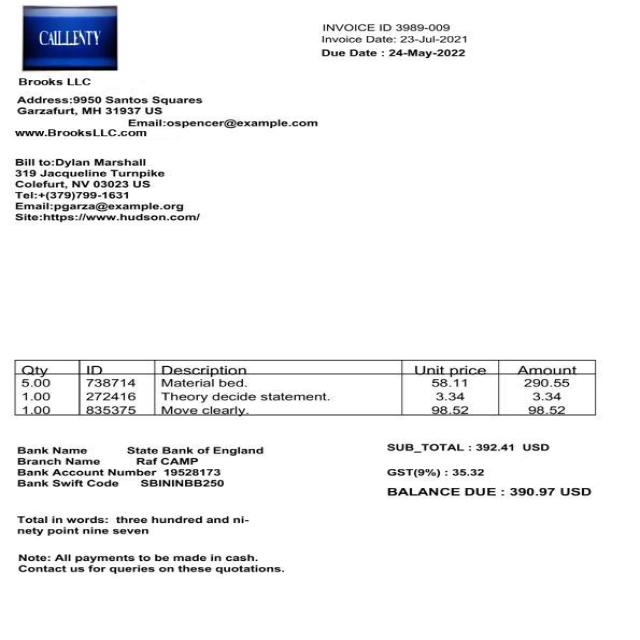 CAILLENTY
INVOICE ID 3989-009
Invoice Date: 23-Jul-2021
Due Date : 24-May-2022
Brooks LLC
Address:9950 Santos Squares
Garzafurt, MH 31937 US
Email:ospencer@example.com
www.BrooksLLC.com
Bill to:Dylan Marshall
319 Jacqueline Turnpike
Colefurt, NV 03023 US
Tel:+(379)799-1631
Email:pgarza@example.org
Site:https://www.hudson.com/
Qty ID Description Unit price Amount
5.00 738714 Material bed. 58.11 290.55
1.00 272416 Theory decide statement. 3.34 3.34
1.00 835375 Move clearly. 98.52 98.52
Bank Name State Bank of England
Branch Name Raf CAMP
Bank Account Number 19528173
Bank Swift Code SBININBB250
SUB_TOTAL : 392.41 USD
GST(9%) : 35.32
BALANCE DUE : 390.97 USD
Total in words: three hundred and ni-
nety point nine seven
Note: All payments to be made in cash.
Contact us for queries on these quotations.